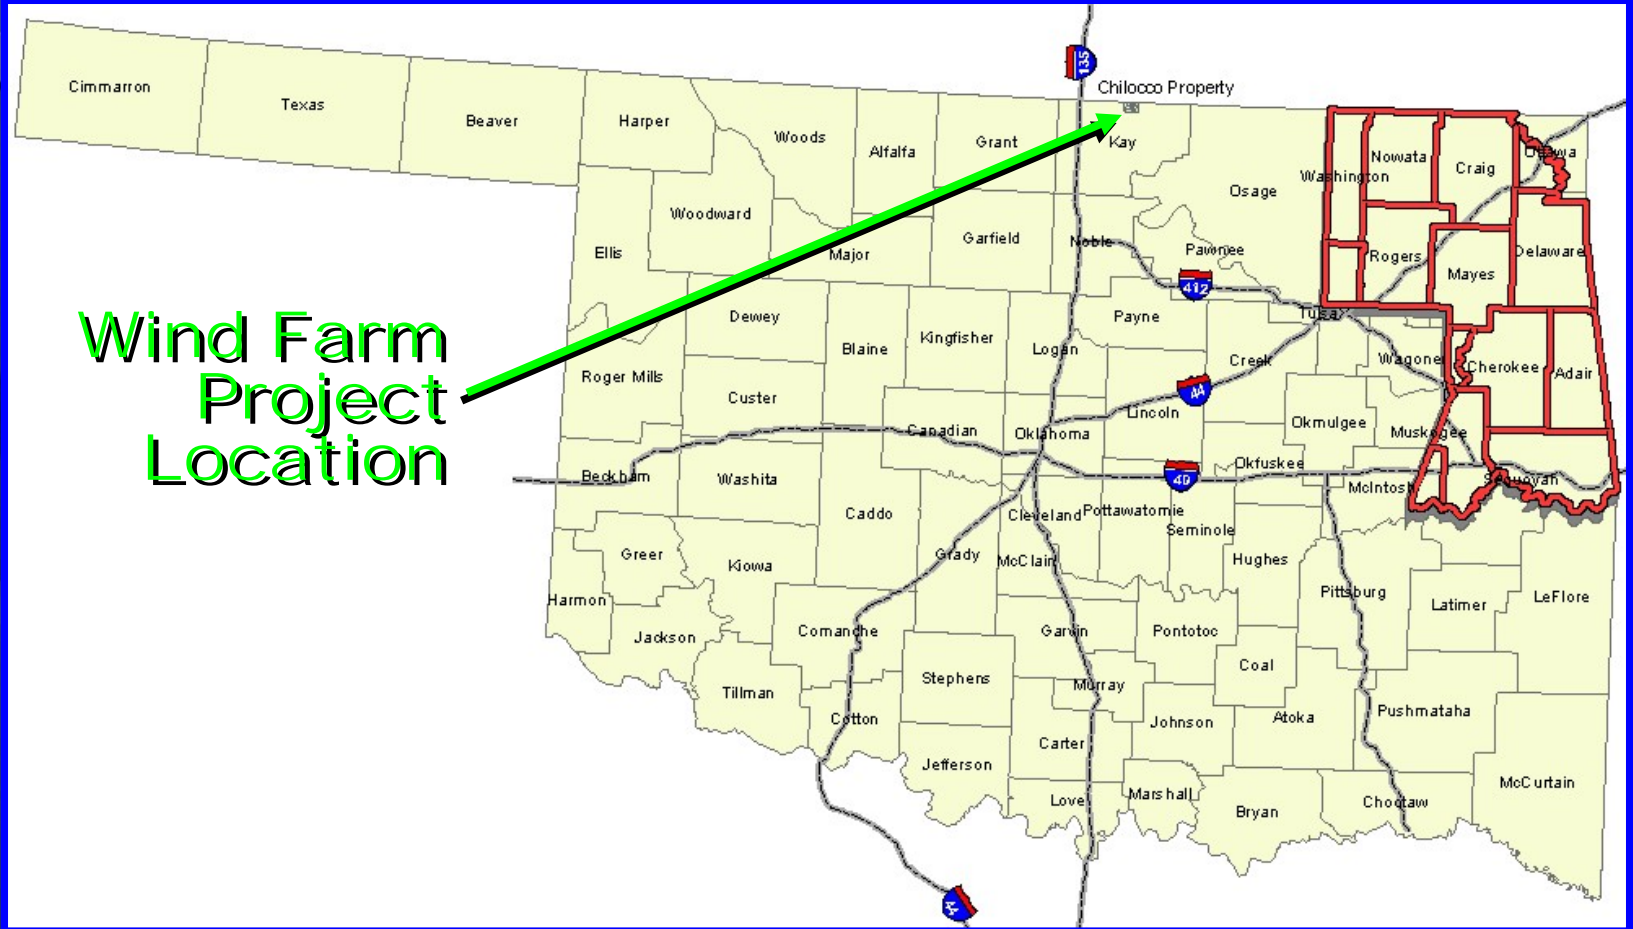 135
Chilocco Property
Cimmarron
Texas
Beaver
Harper
Woods
Alfalfa
Grant
Kay
Nowata
Craig
Ottawa
Washington
Osage
Woodward
Ellis
Major
Garfield
Noble
Pawnee
Rogers
Mayes
Delaware
412
Wind Farm
Project
Location
Dewey
Blaine
Kingfisher
Logan
Payne
Tulsa
Creek
Wagoner
Cherokee
Adair
Roger Mills
Custer
44
Lincoln
Canadian
Oklahoma
Okmulgee
Muskogee
Beckham
Washita
40
Okfuskee
McIntosh
Sequoyah
Caddo
Cleveland
Pottawatomie
Seminole
Greer
Kiowa
Grady
McClain
Hughes
Harmon
Jackson
Comanche
Garvin
Pontotoc
Pittsburg
Latimer
LeFlore
Tillman
Stephens
Murray
Coal
Cotton
Johnson
Atoka
Pushmataha
Carter
Jefferson
Love
Marshall
Bryan
Choctaw
McCurtain
44